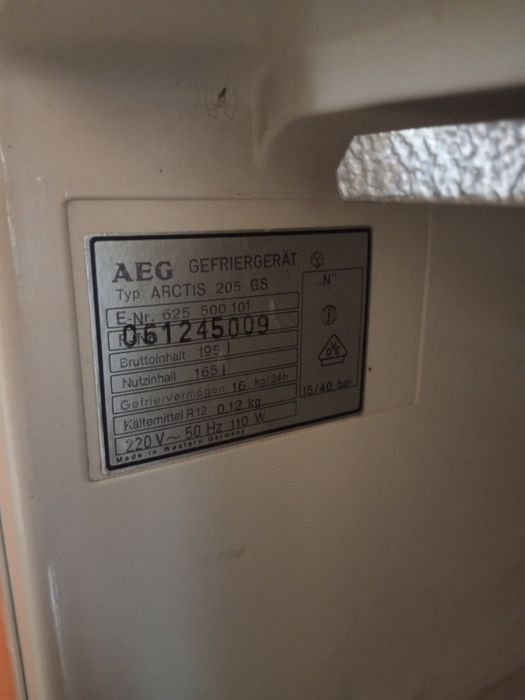 AEG GEFRIERGERÄT
Typ ARCTIS 205 GS
„N"
E-Nr. 625 500 101
061245009
Bruttoinhalt 195 l
Nutzinhalt 165 l
Gefriervermögen 16 kg/24h
Kältemittel R12 0,12 kg
15/40 bar
220 V ~ 50 Hz 110 W
Made in Western Germany